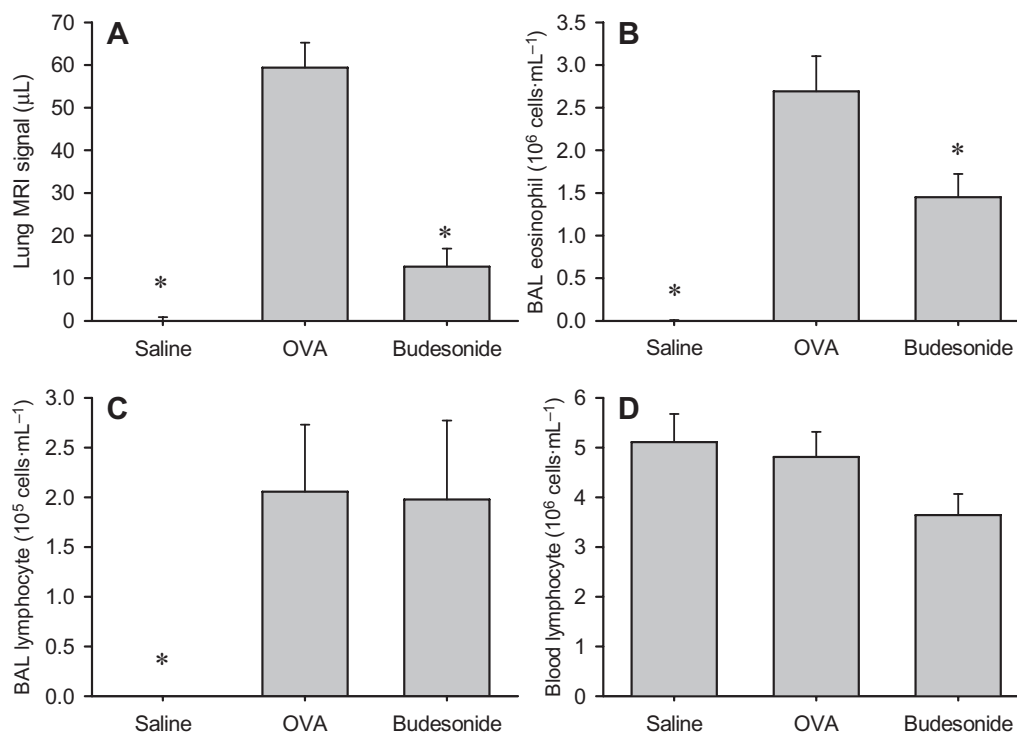 A
Lung MRI signal (μL)
70
60
50
40
30
20
10
0
*
*
Saline OVA Budesonide
B
BAL eosinophil (10⁶ cells·mL⁻¹)
3.5
3.0
2.5
2.0
1.5
1.0
0.5
0.0
*
*
Saline OVA Budesonide
C
BAL lymphocyte (10⁵ cells·mL⁻¹)
3.0
2.5
2.0
1.5
1.0
0.5
0.0
*
Saline OVA Budesonide
D
Blood lymphocyte (10⁶ cells·mL⁻¹)
6
5
4
3
2
1
0
Saline OVA Budesonide